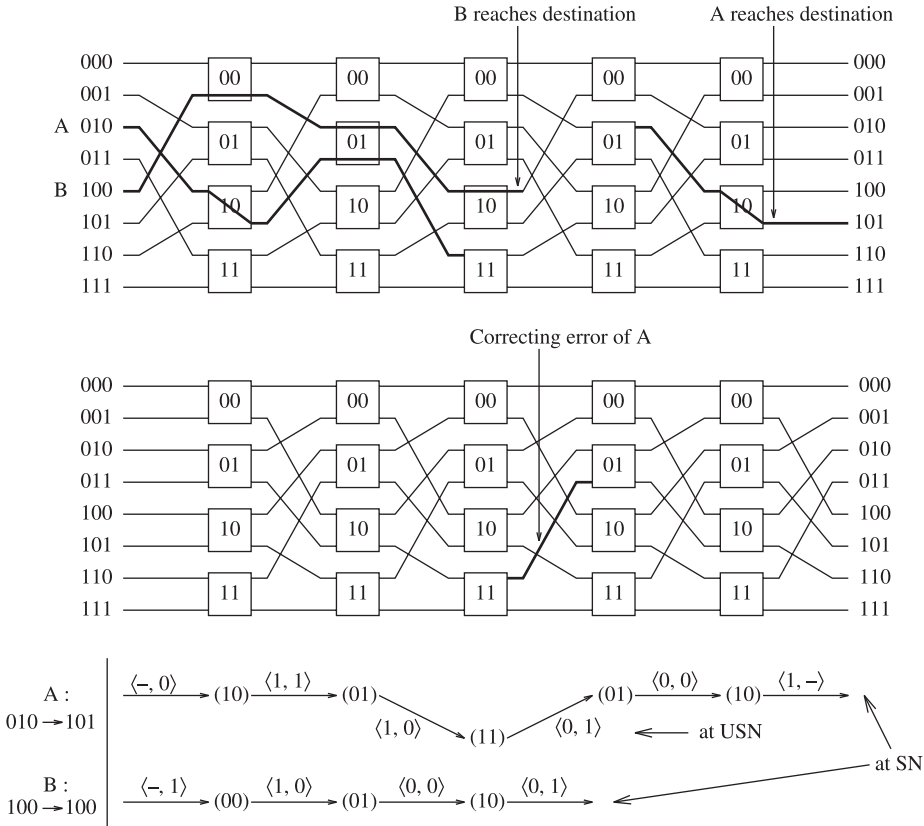 B reaches destination A reaches destination
000 00 00 00 00 00 000
001 001
A 010 01 01 01 01 01 010
011 011
B 100 10 10 10 10 10 100
101 101
110 11 11 11 11 11 110
111 111
Correcting error of A
000 00 00 00 00 00 000
001 001
010 01 01 01 01 01 010
011 011
100 10 10 10 10 10 100
101 101
110 11 11 11 11 11 110
111 111
A : ⟨−, 0⟩ (10) ⟨1, 1⟩ (01) (01) ⟨0, 0⟩ (10) ⟨1, −⟩
010→101 ⟨1, 0⟩ (11) ⟨0, 1⟩ at USN
at SN
B : ⟨−, 1⟩ (00) ⟨1, 0⟩ (01) ⟨0, 0⟩ (10) ⟨0, 1⟩
100→100